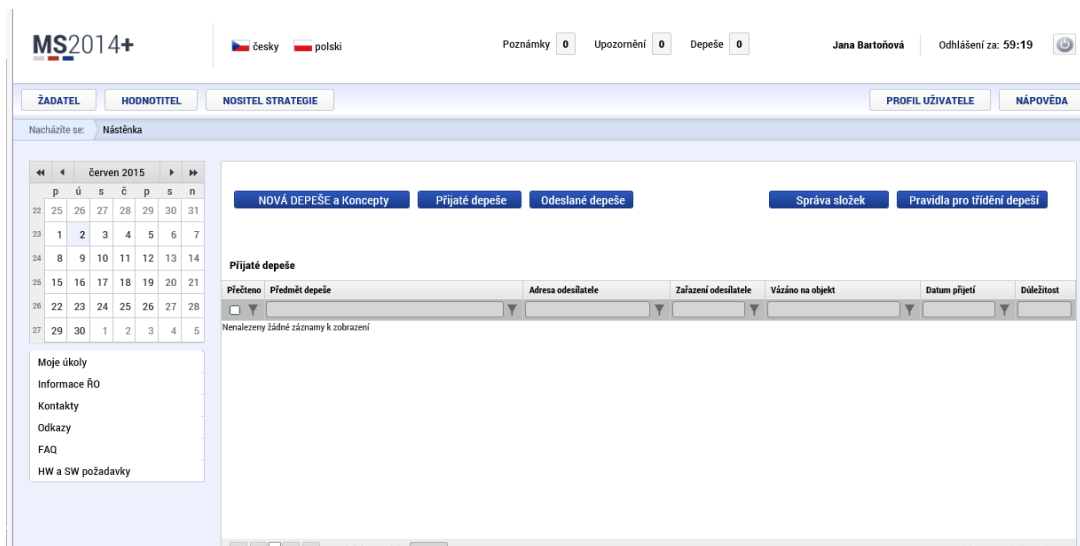 MS2014+
česky polski
Poznámky 0 Upozornění 0 Depeše 0
Jana Bartoňová
Odhlášení za: 59:19
ŽADATEL HODNOTITEL NOSITEL STRATEGIE PROFIL UŽIVATELE NÁPOVĚDA
Nacházíte se: Nástěnka
červen 2015
p ú s č p s n
22 25 26 27 28 29 30 31
23 1 2 3 4 5 6 7
24 8 9 10 11 12 13 14
25 15 16 17 18 19 20 21
26 22 23 24 25 26 27 28
27 29 30 1 2 3 4 5
Moje úkoly
Informace ŘO
Kontakty
Odkazy
FAQ
HW a SW požadavky
NOVÁ DEPEŠE a Koncepty Přijaté depeše Odeslané depeše Správa složek Pravidla pro třídění depeší
Přijaté depeše
Přečteno Předmět depeše Adresa odesílatele Zařazení odesílatele Vázáno na objekt Datum přijetí Důležitost
Nenalezeny žádné záznamy k zobrazení